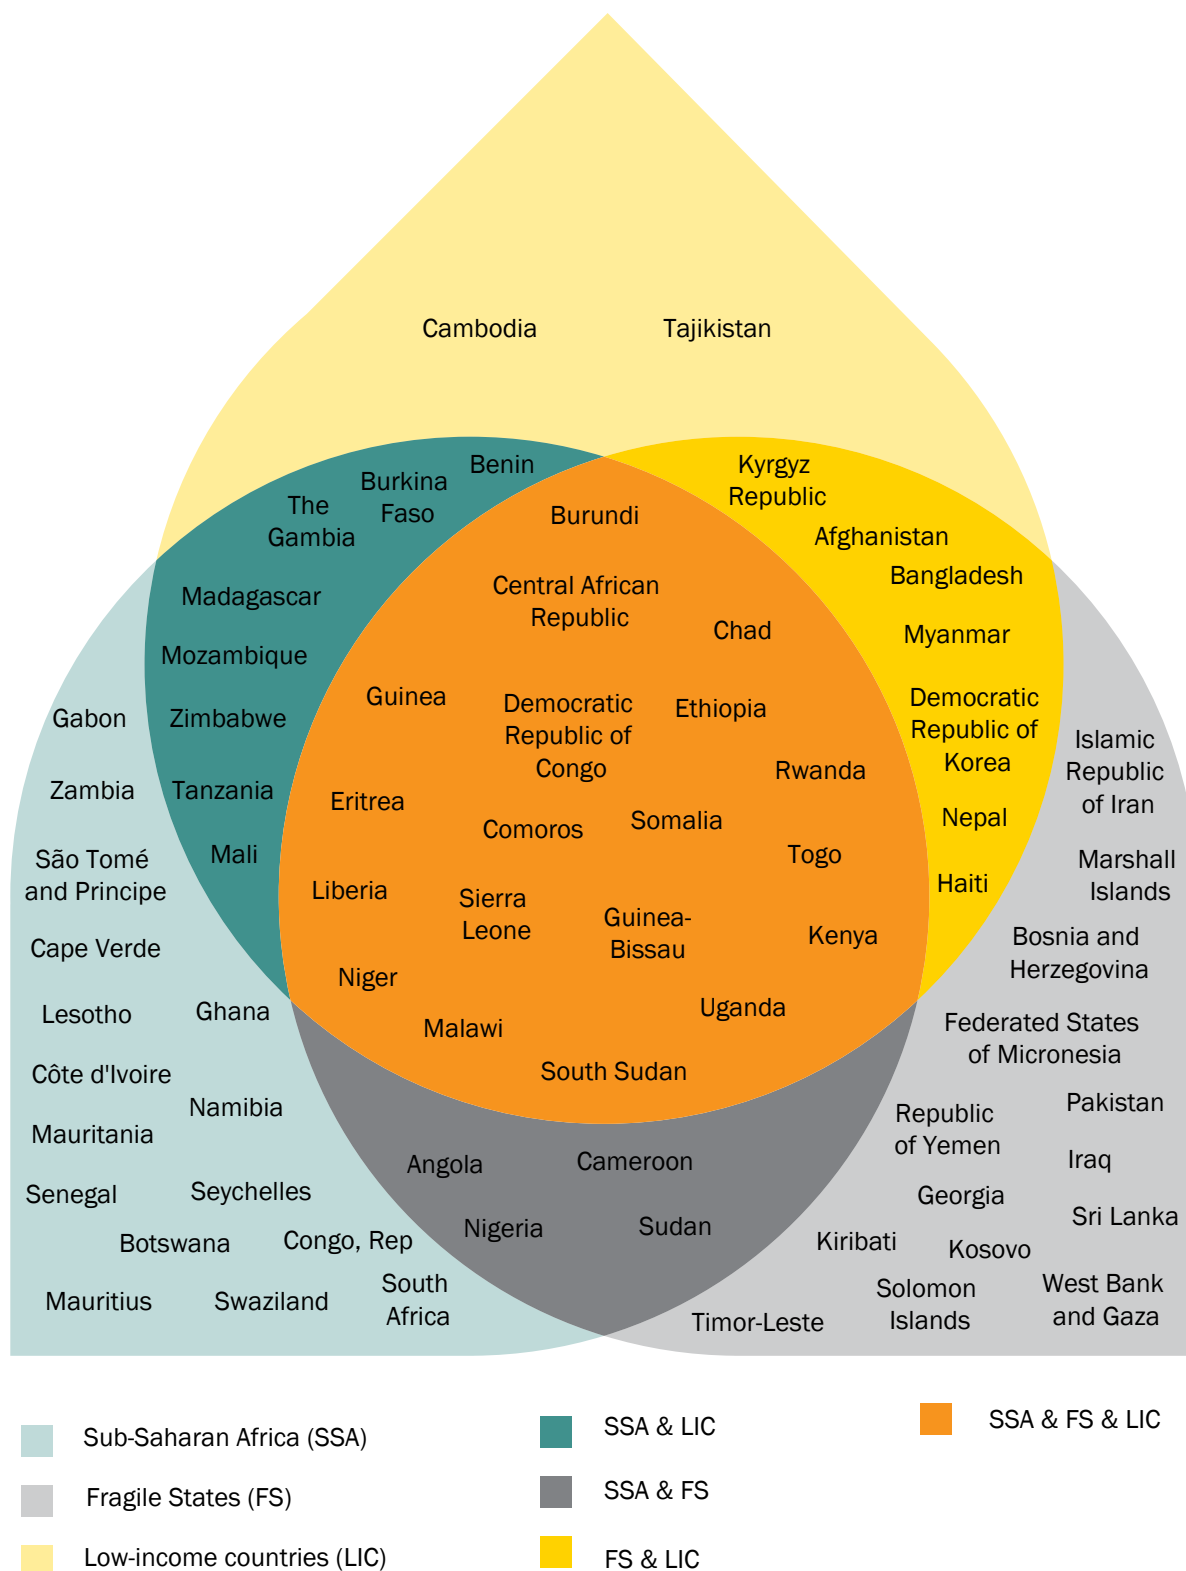 Cambodia
Tajikistan
Benin
Burkina
Faso
The
Gambia
Madagascar
Mozambique
Zimbabwe
Tanzania
Mali
Kyrgyz
Republic
Afghanistan
Bangladesh
Myanmar
Democratic
Republic of
Korea
Nepal
Haiti
Burundi
Central African
Republic
Chad
Guinea
Democratic
Republic of
Congo
Ethiopia
Rwanda
Eritrea
Comoros
Somalia
Togo
Liberia
Sierra
Leone
Guinea-
Bissau
Kenya
Niger
Malawi
Uganda
South Sudan
Gabon
Zambia
São Tomé
and Principe
Cape Verde
Lesotho
Ghana
Côte d'Ivoire
Namibia
Mauritania
Senegal
Seychelles
Botswana
Congo, Rep
Mauritius
Swaziland
South
Africa
Angola
Cameroon
Nigeria
Sudan
Islamic
Republic
of Iran
Marshall
Islands
Bosnia and
Herzegovina
Federated States
of Micronesia
Pakistan
Republic
of Yemen
Iraq
Georgia
Sri Lanka
Kiribati
Kosovo
Solomon
Islands
West Bank
and Gaza
Timor-Leste
Sub-Saharan Africa (SSA)
Fragile States (FS)
Low-income countries (LIC)
SSA & LIC
SSA & FS
FS & LIC
SSA & FS & LIC